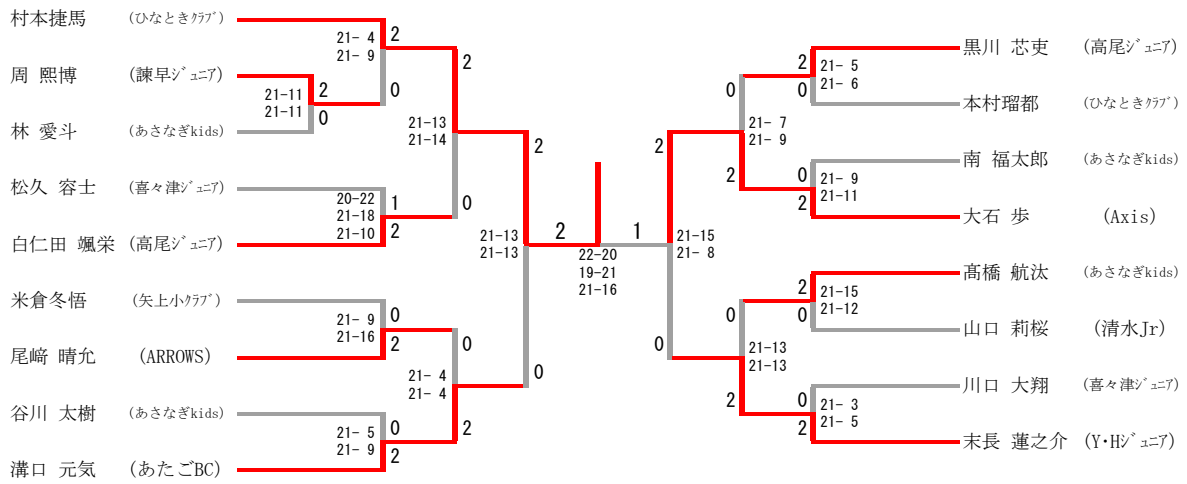 村本捷馬 (ひなときｸﾗﾌﾞ)
周 熙博 (諫早ｼﾞｭﾆｱ)
林 愛斗 (あさなぎkids)
松久 容士 (喜々津ｼﾞｭﾆｱ)
白仁田 颯栄 (高尾ｼﾞｭﾆｱ)
米倉冬悟 (矢上小ｸﾗﾌﾞ)
尾﨑 晴允 (ARROWS)
谷川 太樹 (あさなぎkids)
溝口 元気 (あたごBC)
21- 4 2
21- 9
0
21-11 2
21-11 0
2
21-13
21-14
0
20-22 1
21-18
21-10 2
2
21-13
21-13
0
21- 9 0
21-16 2
0
21- 4
21- 4
2
21- 5 0
21- 9 2
2 1
22-20
19-21
21-16
2
21-15
21- 8
0
0
21- 7
21- 9
2
2 21- 5
0 21- 6
0 21- 9
2 21-11
0
21-13
21-13
2
2 21-15
0 21-12
0 21- 3
2 21- 5
黒川 芯吏 (高尾ｼﾞｭﾆｱ)
本村瑠都 (ひなときｸﾗﾌﾞ)
南 福太郎 (あさなぎkids)
大石 歩 (Axis)
髙橋 航汰 (あさなぎkids)
山口 莉桜 (清水Jr)
川口 大翔 (喜々津ｼﾞｭﾆｱ)
末長 蓮之介 (Y・Hｼﾞｭﾆｱ)